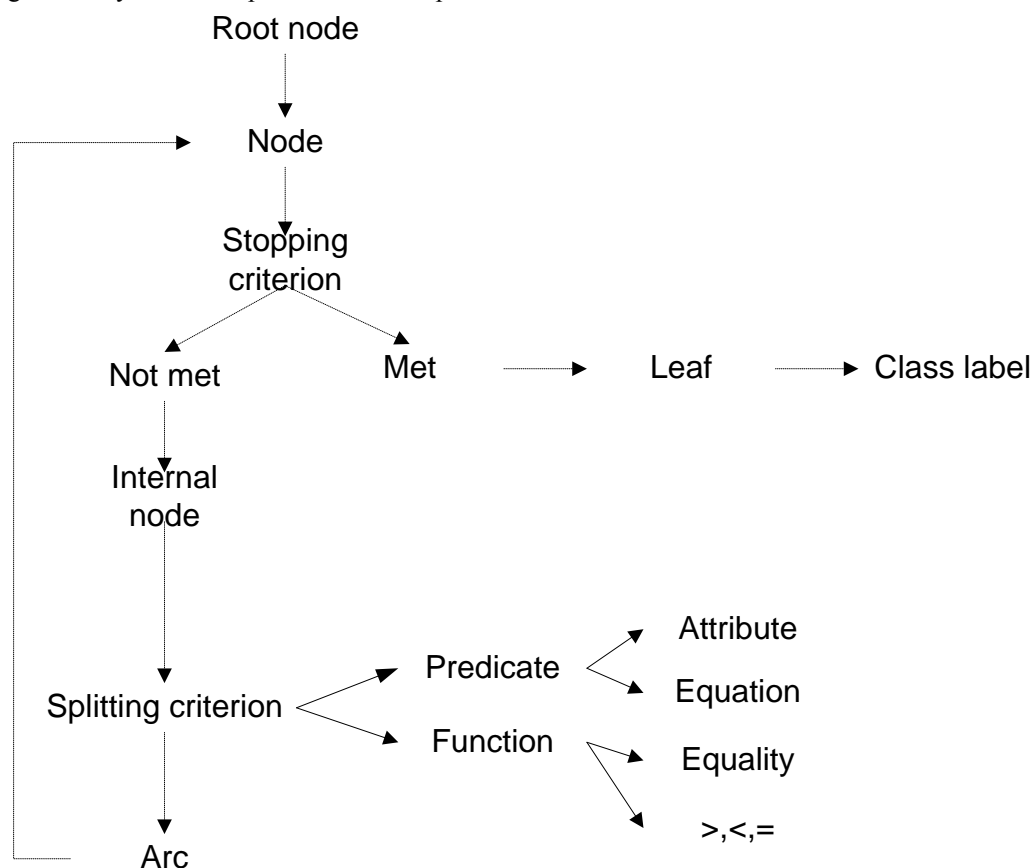 Root node
Node
Stopping
criterion
Not met
Met
Leaf
Class label
Internal
node
Splitting criterion
Predicate
Attribute
Equation
Function
Equality
>,<,=
Arc